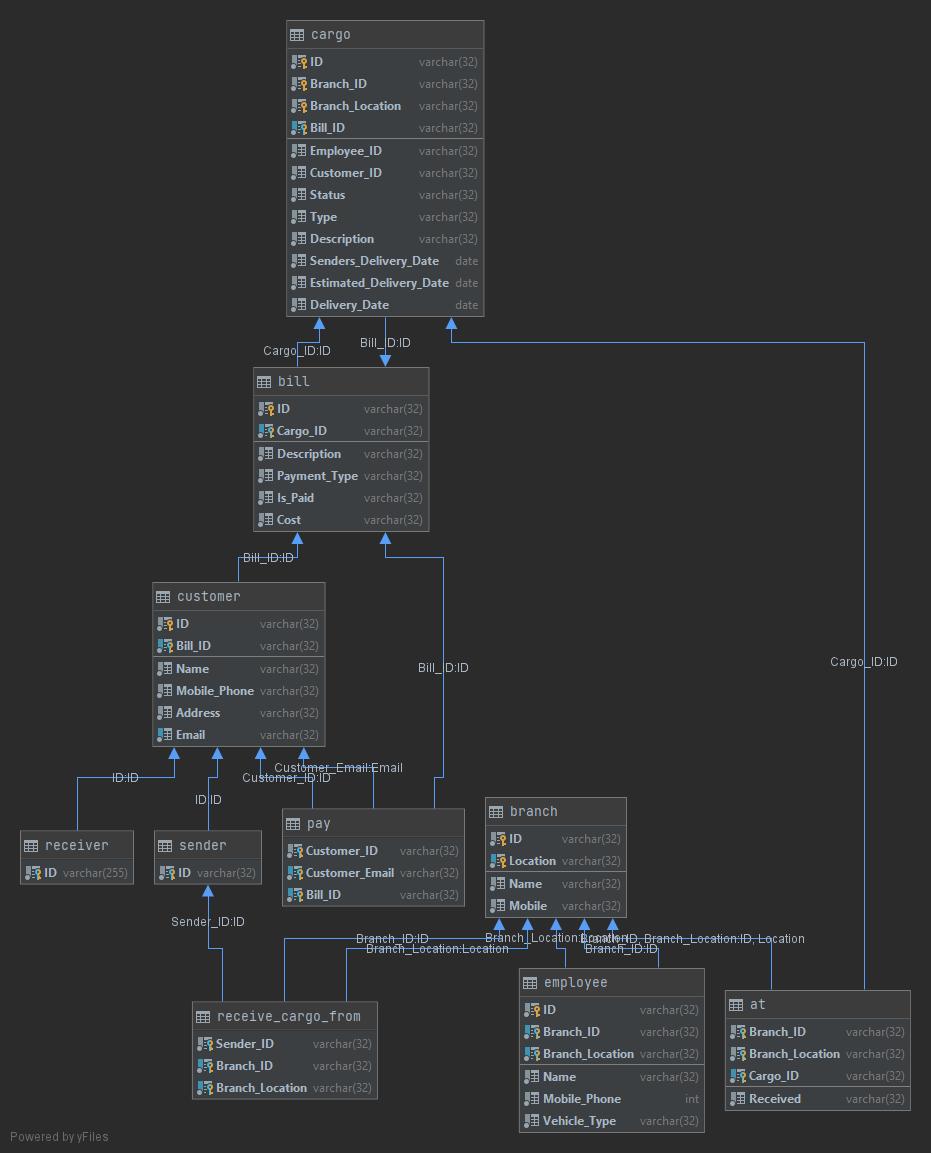 cargo
ID varchar(32)
Branch_ID varchar(32)
Branch_Location varchar(32)
Bill_ID varchar(32)
Employee_ID varchar(32)
Customer_ID varchar(32)
Status varchar(32)
Type varchar(32)
Description varchar(32)
Senders_Delivery_Date date
Estimated_Delivery_Date date
Delivery_Date date
Cargo_ID:ID
Bill_ID:ID
bill
ID varchar(32)
Cargo_ID varchar(32)
Description varchar(32)
Payment_Type varchar(32)
Is_Paid varchar(32)
Cost varchar(32)
Bill_ID:ID
customer
ID varchar(32)
Bill_ID varchar(32)
Name varchar(32)
Mobile_Phone varchar(32)
Address varchar(32)
Email varchar(32)
Bill_ID:ID
Cargo_ID:ID
Customer_Email:Email
ID:ID
Customer_ID:ID
ID:ID
receiver
ID varchar(255)
sender
ID varchar(32)
pay
Customer_ID varchar(32)
Customer_Email varchar(32)
Bill_ID varchar(32)
branch
ID varchar(32)
Location varchar(32)
Name varchar(32)
Mobile varchar(32)
Sender_ID:ID
Branch_ID:ID
Branch_Location:Location
Branch_ID, Branch_Location:ID, Location
Branch_Location:Location
Branch_ID:ID
receive_cargo_from
Sender_ID varchar(32)
Branch_ID varchar(32)
Branch_Location varchar(32)
employee
ID varchar(32)
Branch_ID varchar(32)
Branch_Location varchar(32)
Name varchar(32)
Mobile_Phone int
Vehicle_Type varchar(32)
at
Branch_ID varchar(32)
Branch_Location varchar(32)
Cargo_ID varchar(32)
Received varchar(32)
Powered by yFiles